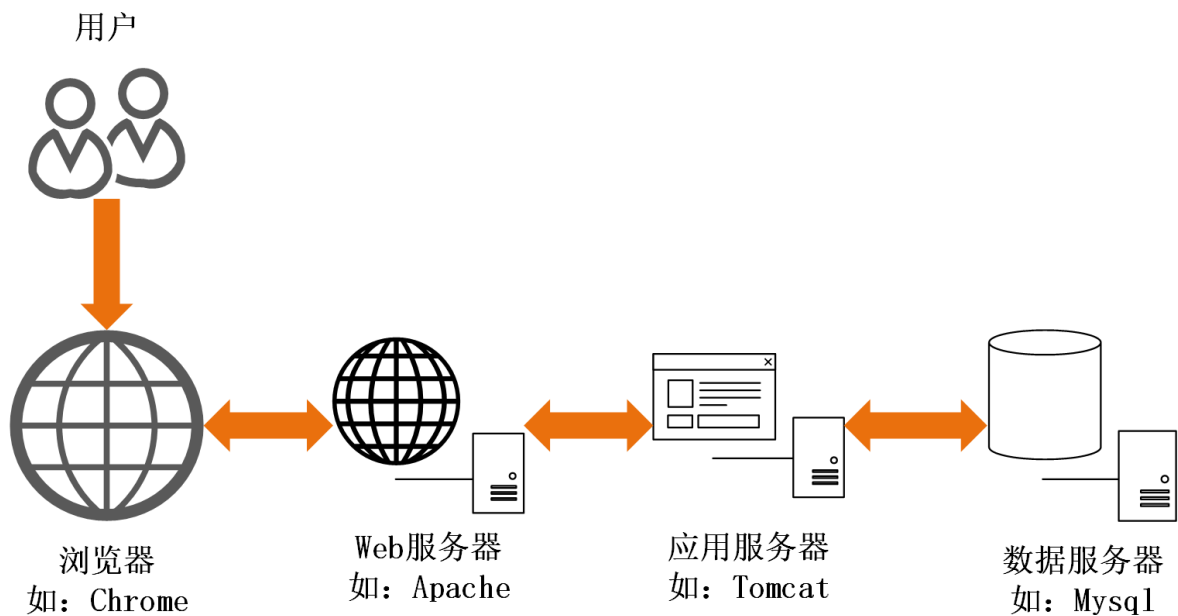 用户
浏览器
如：Chrome
Web服务器
如：Apache
应用服务器
如：Tomcat
数据服务器
如：Mysql